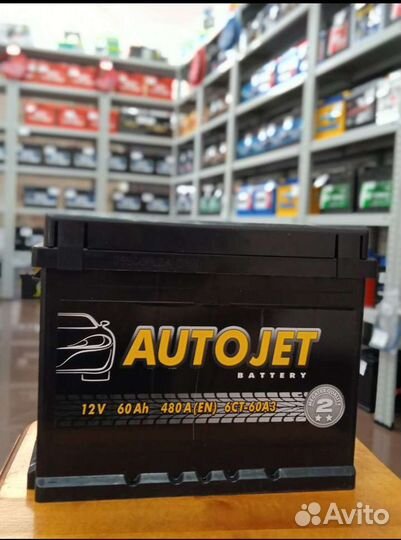 AUTOJET
BATTERY
12V 60Ah 480A(EN) 6CT-60A3
2
Avito